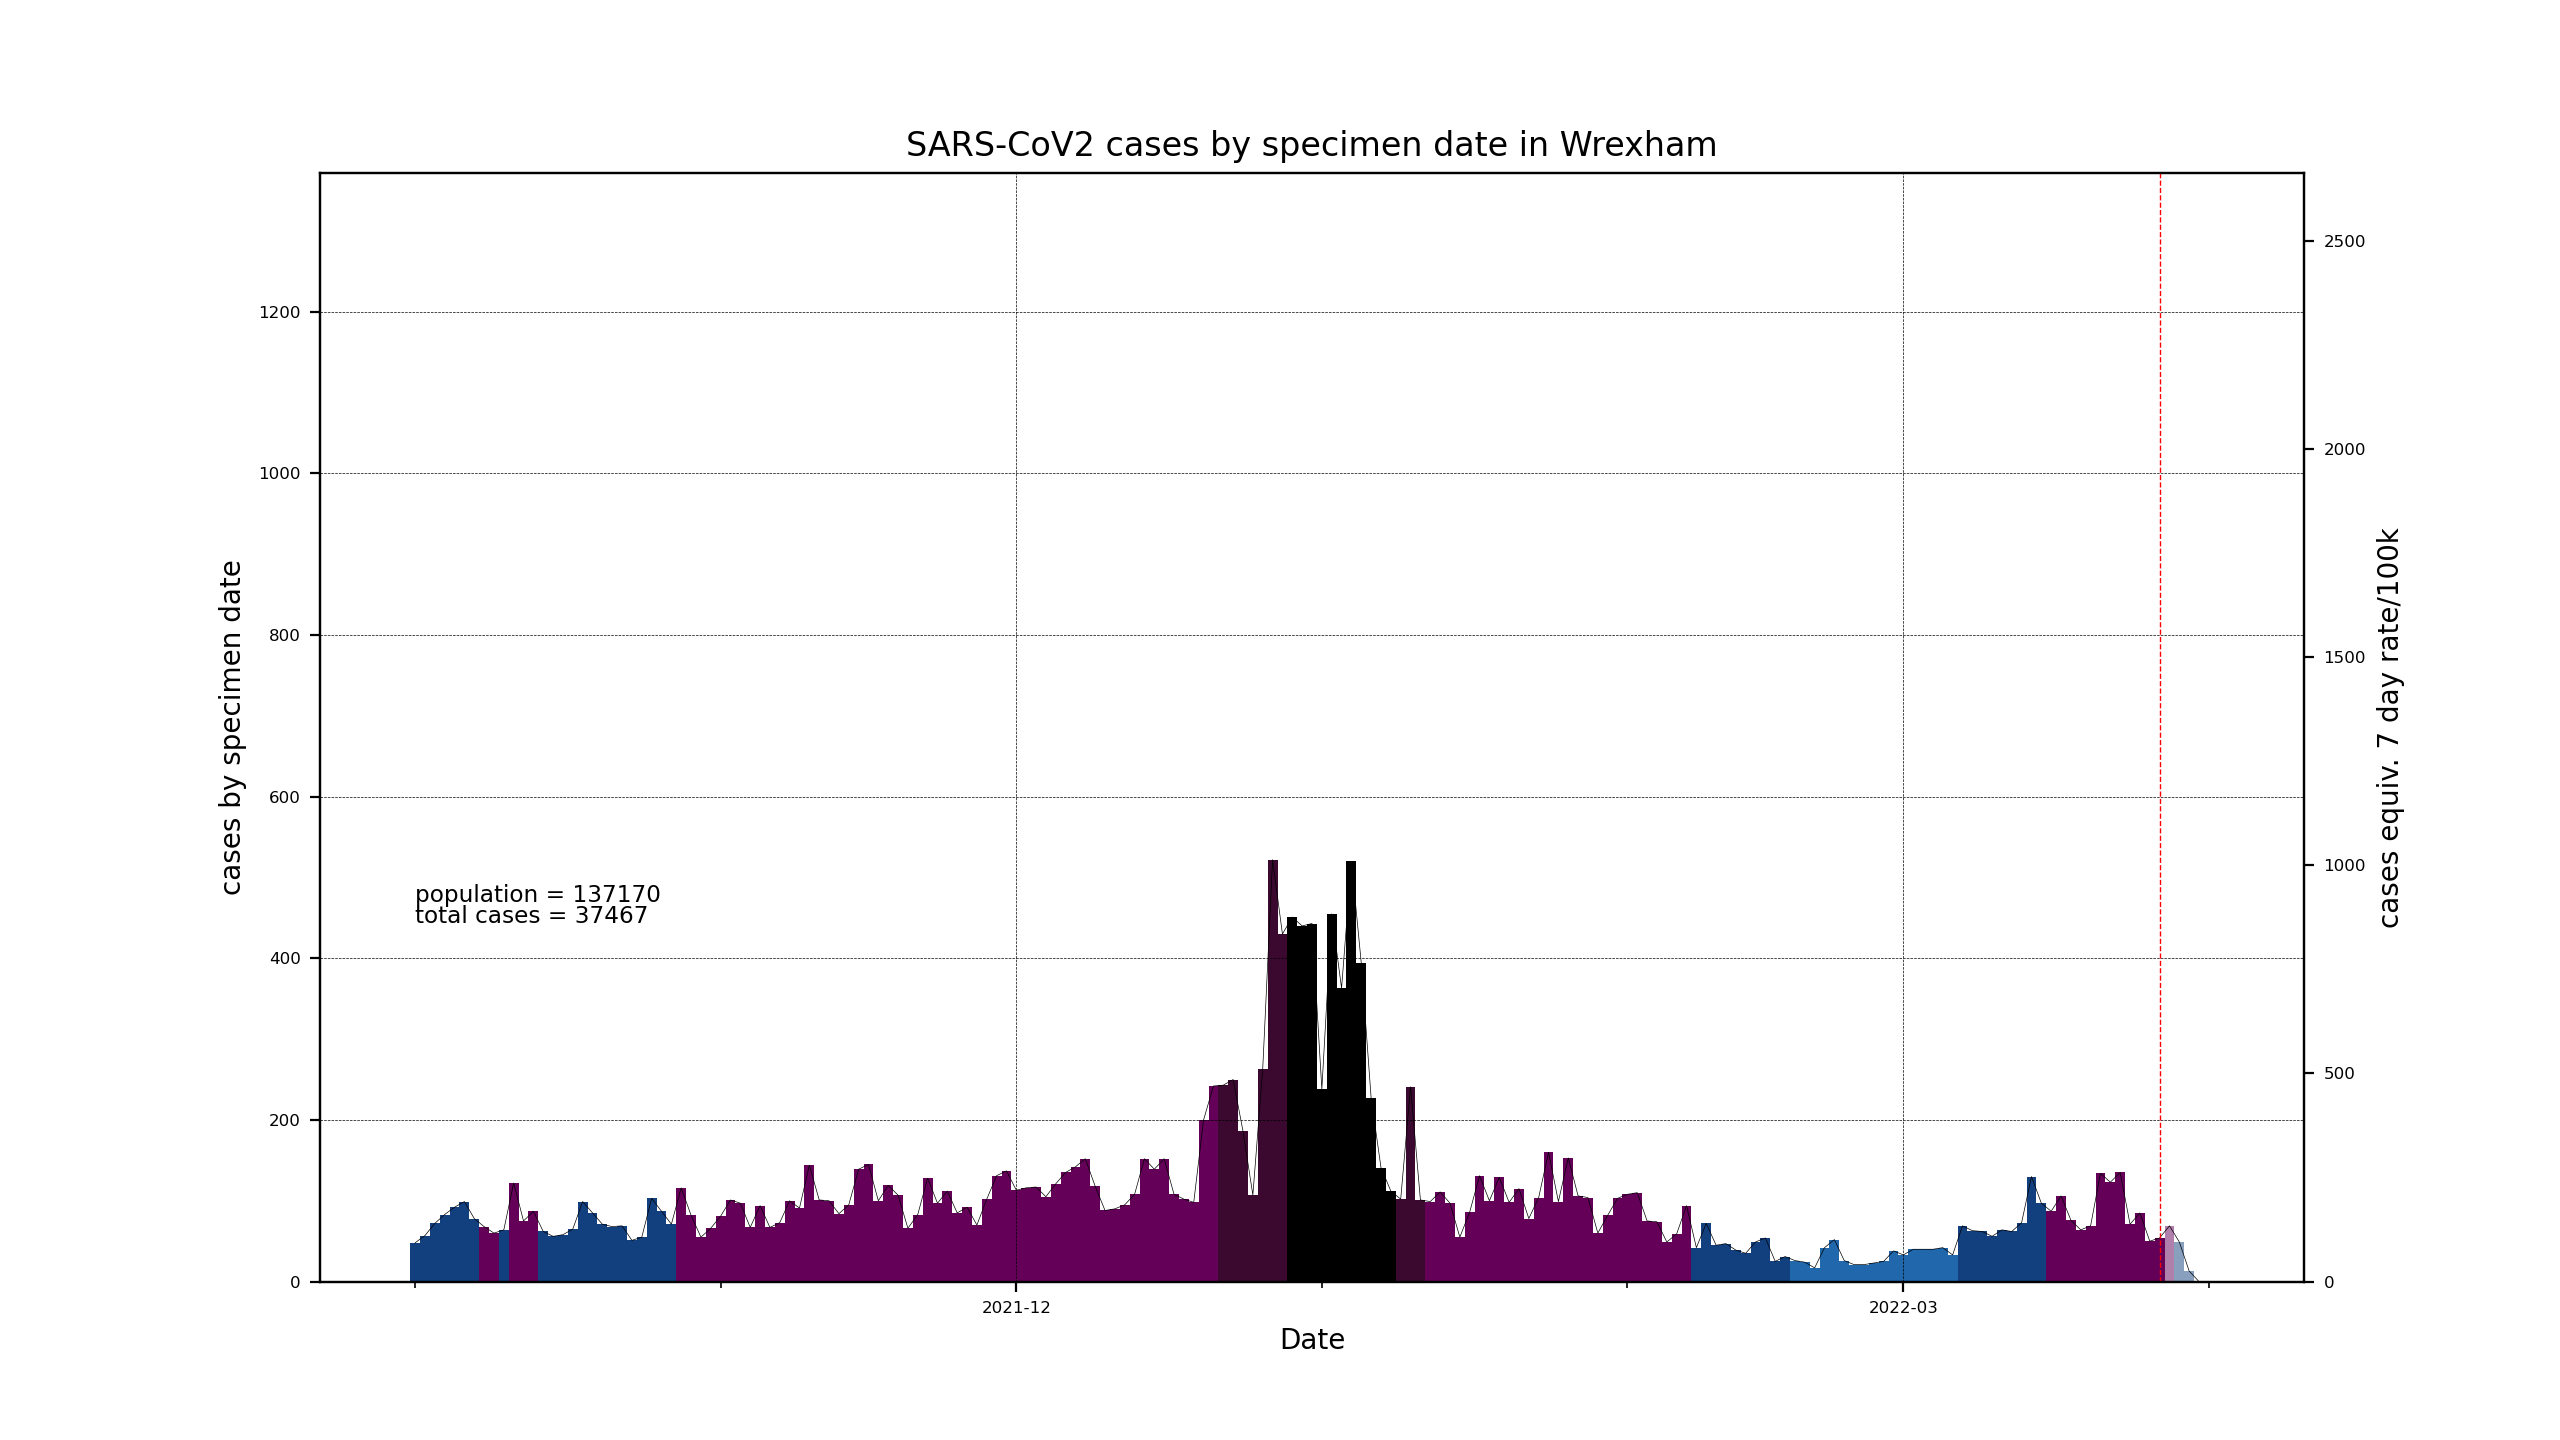 SARS-CoV2 cases by specimen date in Wrexham
cases by specimen date
1200
1000
800
600
400
200
0
population = 137170
total cases = 37467
2500
2000
1500
1000
500
0
cases equiv. 7 day rate/100k
2021-12
2022-03
Date